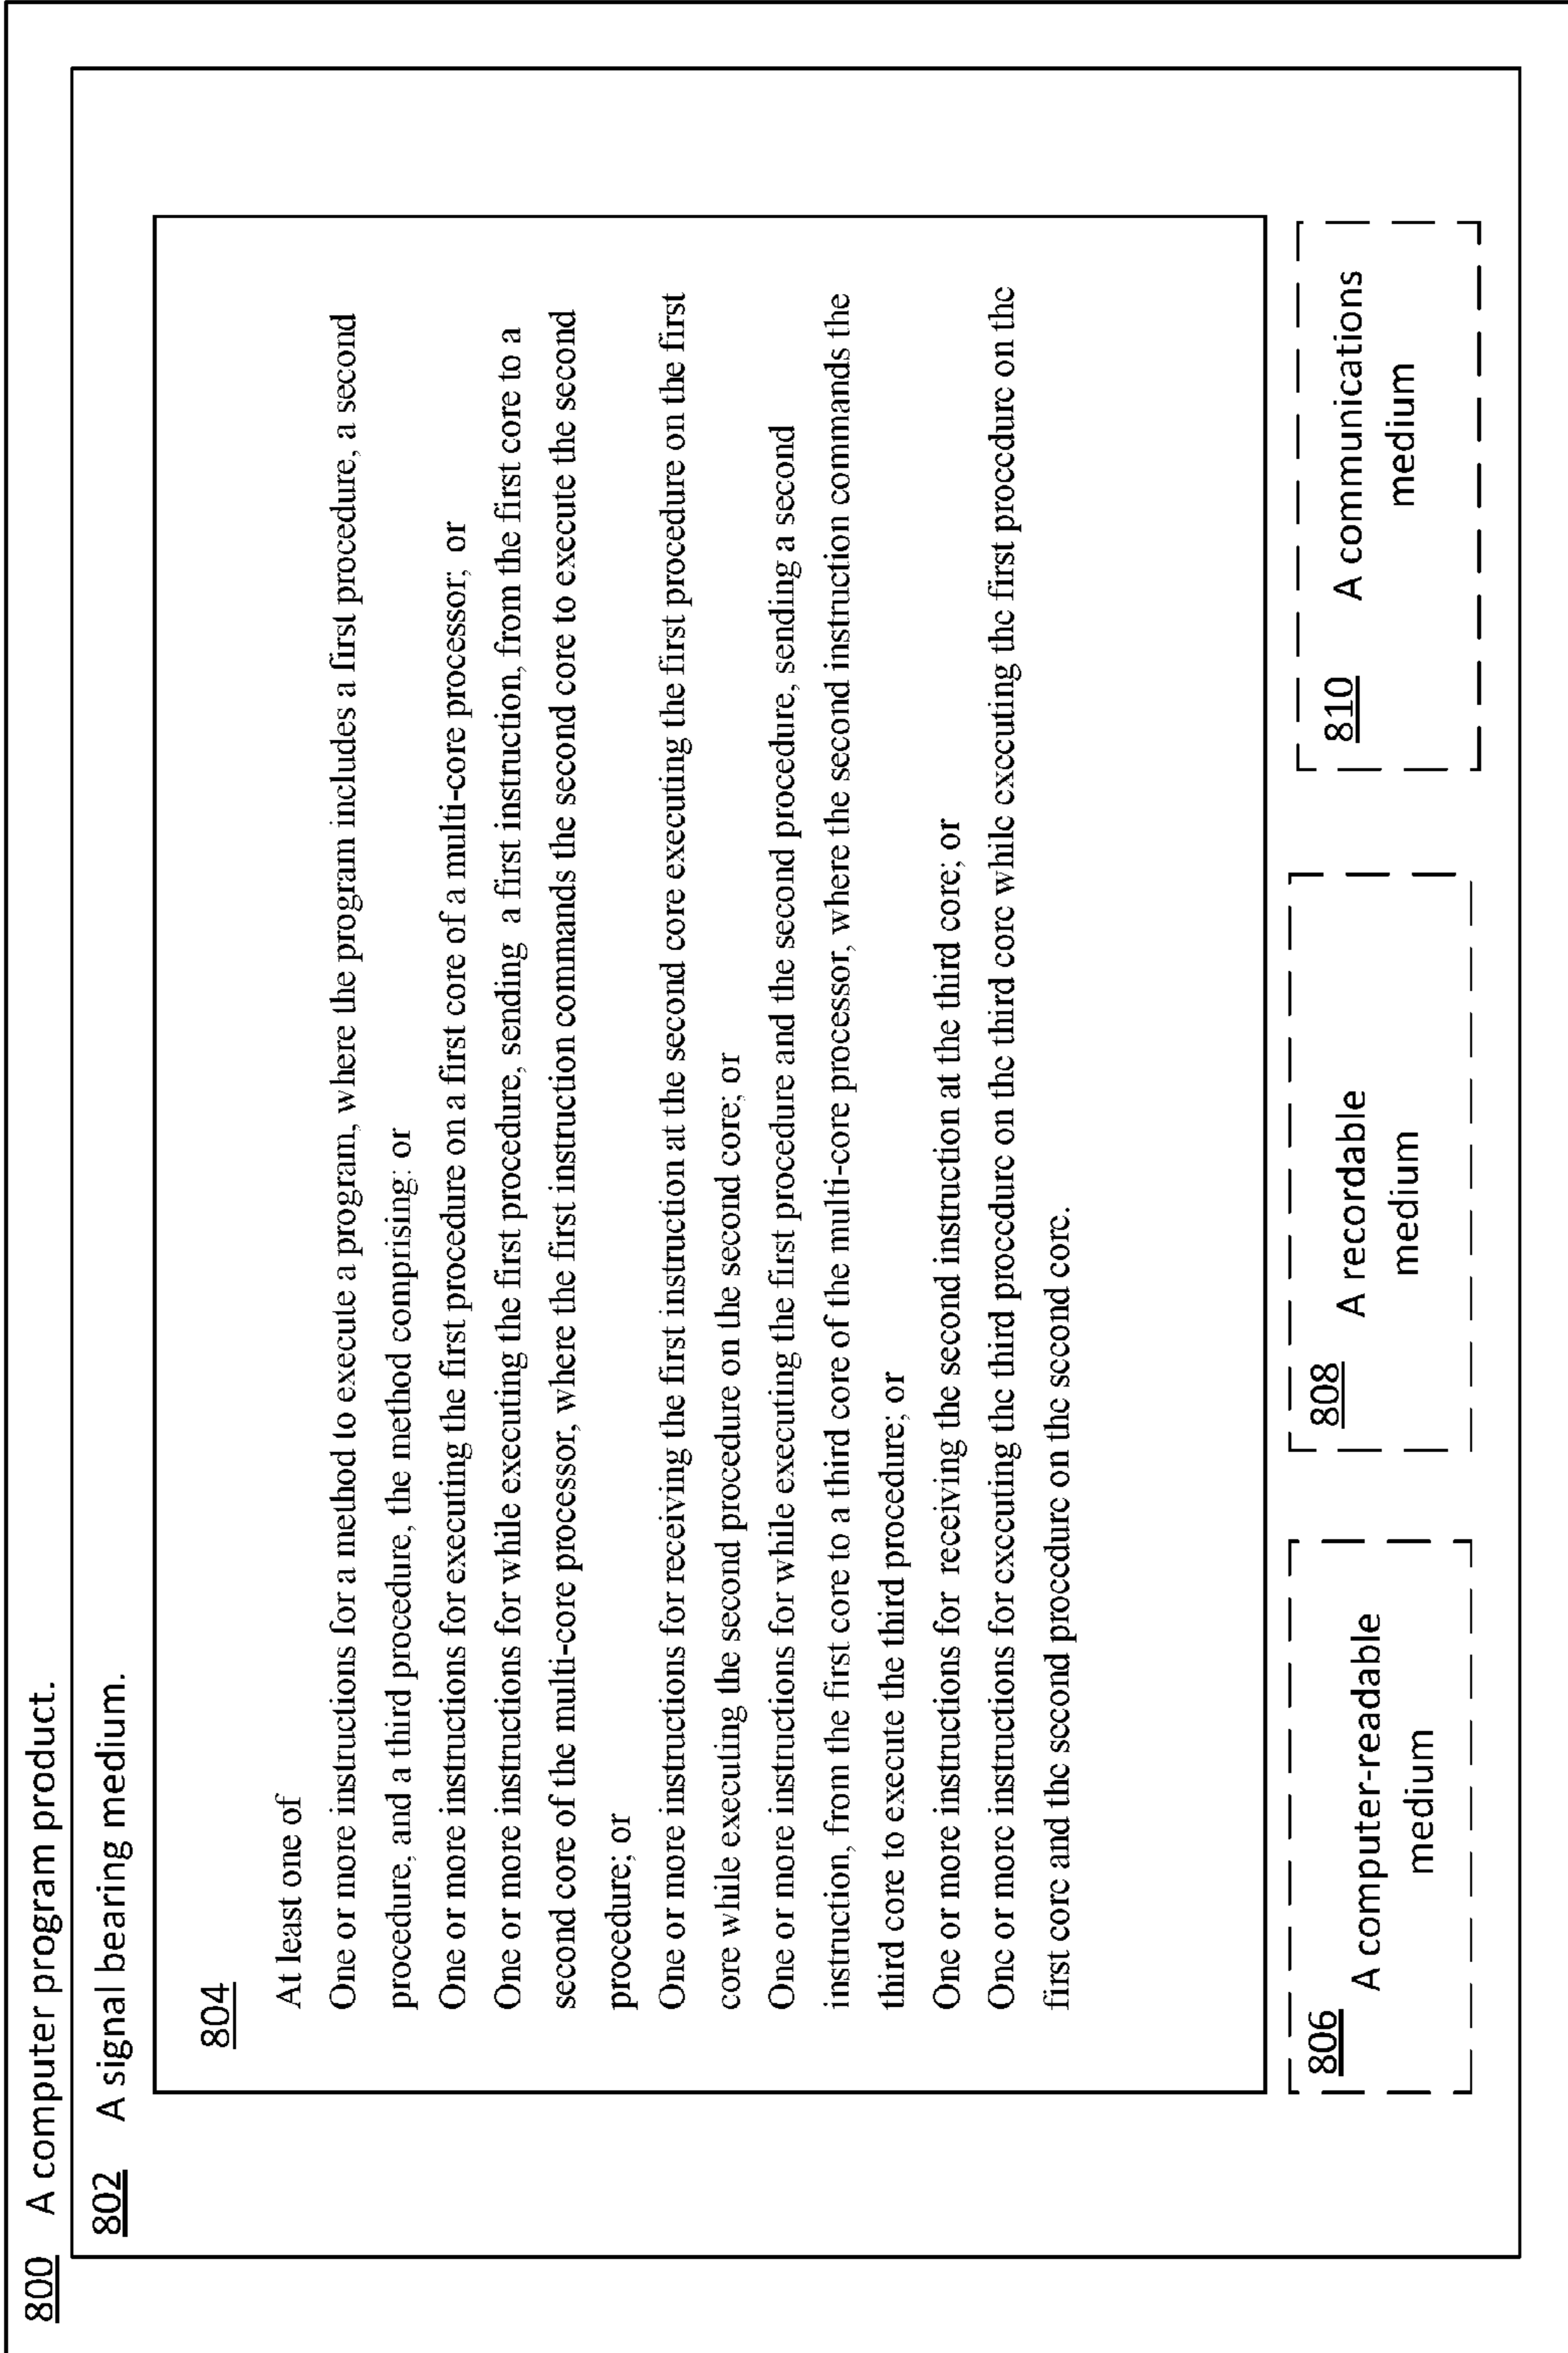 800 A computer program product.
802 A signal bearing medium.
804
At least one of
One or more instructions for a method to execute a program, where the program includes a first procedure, a second
procedure, and a third procedure, the method comprising: or
One or more instructions for executing the first procedure on a first core of a multi-core processor; or
One or more instructions for while executing the first procedure, sending a first instruction, from the first core to a
second core of the multi-core processor, where the first instruction commands the second core to execute the second
procedure; or
One or more instructions for receiving the first instruction at the second core executing the first procedure on the first
core while executing the second procedure on the second core; or
One or more instructions for while executing the first procedure and the second procedure, sending a second
instruction, from the first core to a third core of the multi-core processor, where the second instruction commands the
third core to execute the third procedure; or
One or more instructions for receiving the second instruction at the third core; or
One or more instructions for executing the third procedure on the third core while executing the first procedure on the
first core and the second procedure on the second core.
806 A computer-readable
medium
808 A recordable
medium
810 A communications
medium